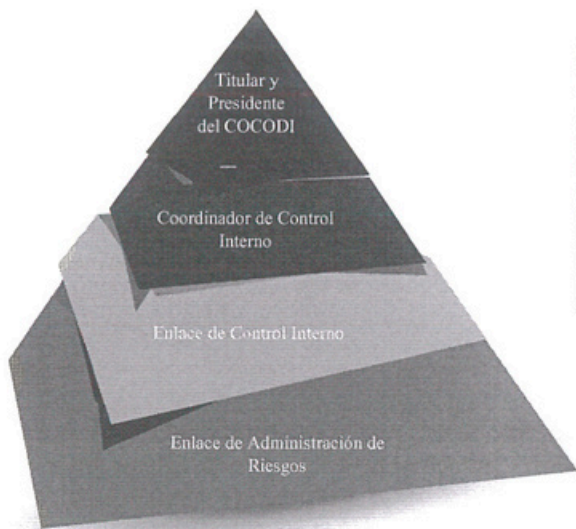 Titular y
Presidente
del COCODI
Coordinador de Control
Interno
Enlace de Control Interno
Enlace de Administración de
Riesgos